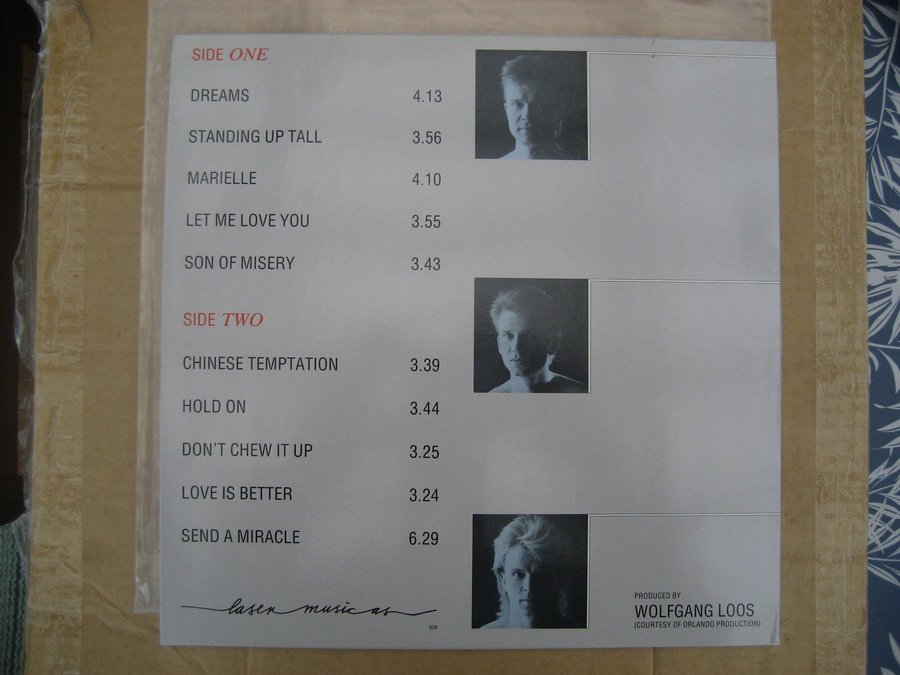 SIDE ONE
DREAMS 4.13
STANDING UP TALL 3.56
MARIELLE 4.10
LET ME LOVE YOU 3.55
SON OF MISERY 3.43
SIDE TWO
CHINESE TEMPTATION 3.39
HOLD ON 3.44
DON'T CHEW IT UP 3.25
LOVE IS BETTER 3.24
SEND A MIRACLE 6.29
laser music as
509
PRODUCED BY
WOLFGANG LOOS
(COURTESY OF ORLANDO PRODUCTION)